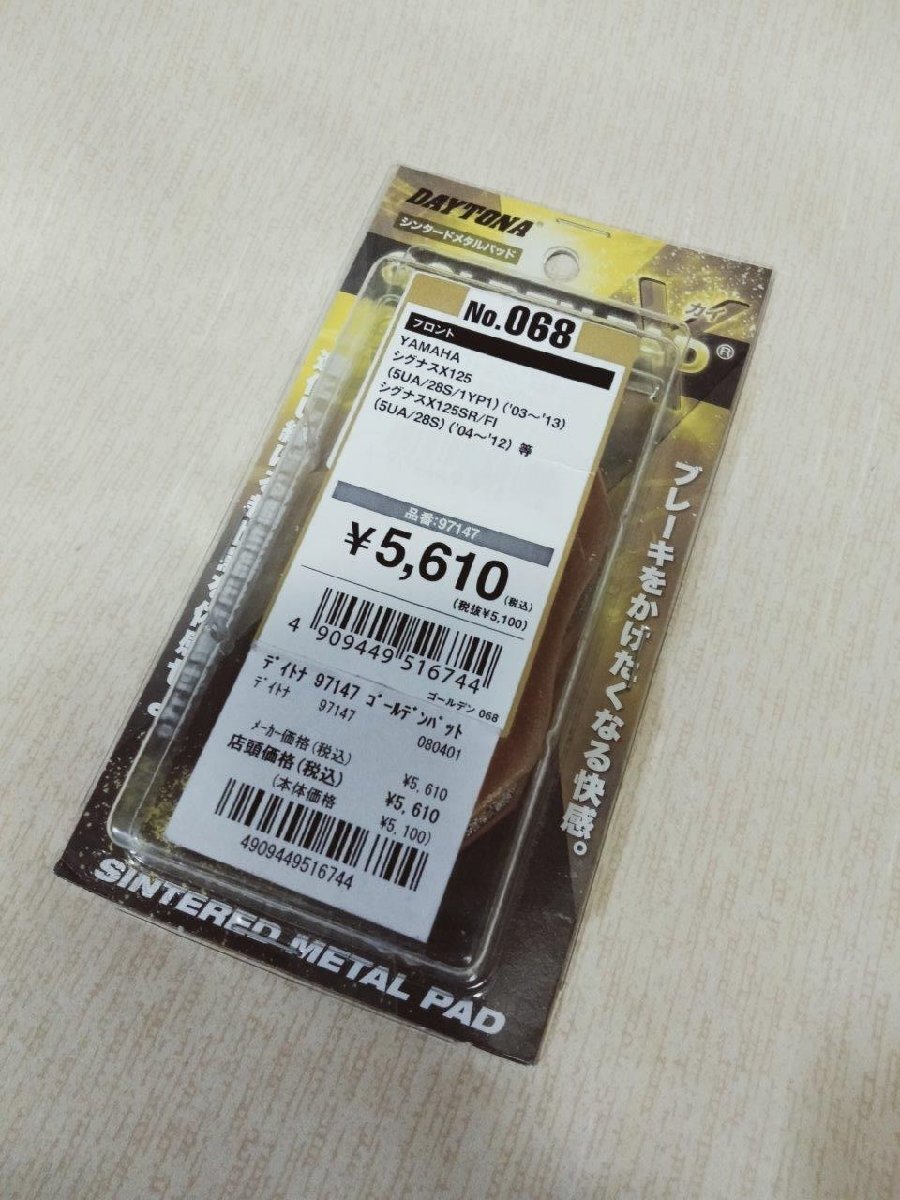 DAYTONA
シンタードメタルパッド
カイ
®
No.068
フロント
YAMAHA
シグナスX125
(5UA/28S/1YP1) ('03~'13)
シグナスX125SR/FI
(5UA/28S) ('04~'12) 等
品番:97147
¥5,610
(税込)
(税抜¥5,100)
4 909449 516744
ゴールデン 068
デイトナ 97147 ゴールデンパット
デイトナ 080401
97147
メーカー価格(税込) ¥5,610
店頭価格(税込) ¥5,610
(本体価格 ¥5,100)
4909449516744
ブレーキをかけたくなる快感。
SINTERED METAL PAD